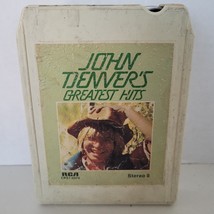 JOHN
DENVER'S
GREATEST HITS
RCA
Stereo 8